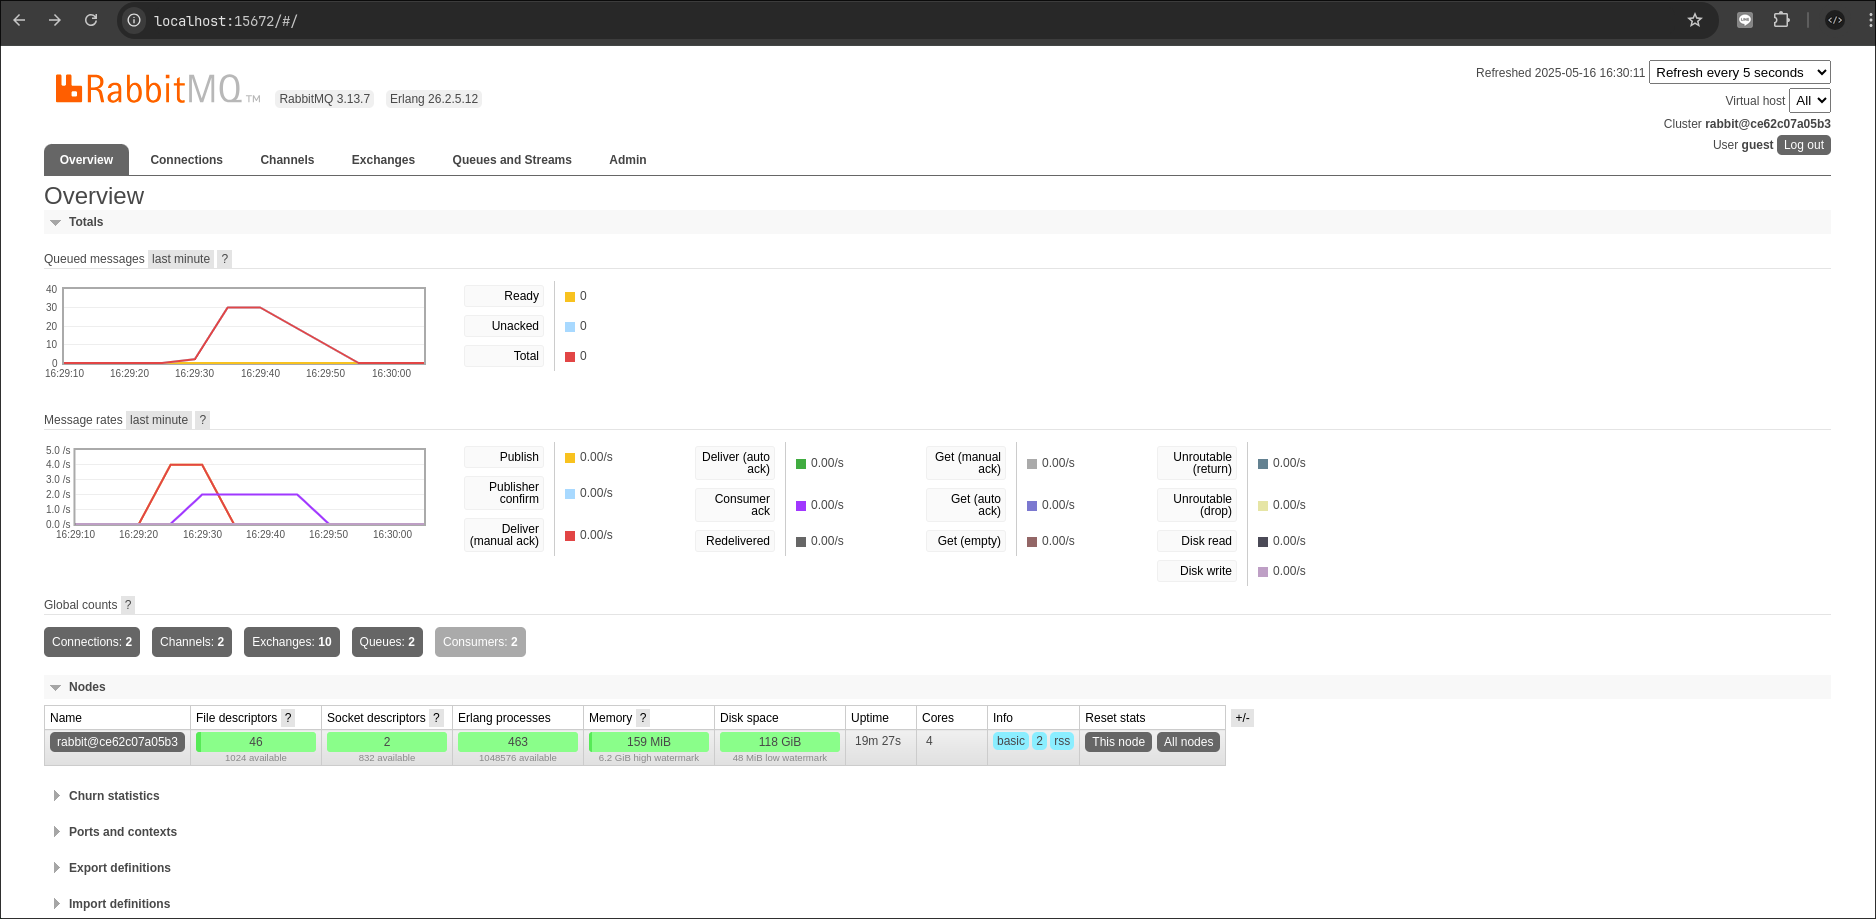 localhost:15672/#/
RabbitMQ TM RabbitMQ 3.13.7 Erlang 26.2.5.12
Refreshed 2025-05-16 16:30:11 Refresh every 5 seconds
Virtual host All
Cluster rabbit@ce62c07a05b3
User guest Log out
Overview Connections Channels Exchanges Queues and Streams Admin
Overview
Totals
Queued messages last minute ?
40
30
20
10
0
16:29:10 16:29:20 16:29:30 16:29:40 16:29:50 16:30:00
Ready 0
Unacked 0
Total 0
Message rates last minute ?
5.0 /s
4.0 /s
3.0 /s
2.0 /s
1.0 /s
0.0 /s
16:29:10 16:29:20 16:29:30 16:29:40 16:29:50 16:30:00
Publish 0.00/s
Publisher
confirm 0.00/s
Deliver
(manual ack) 0.00/s
Deliver (auto
ack) 0.00/s
Consumer
ack 0.00/s
Redelivered 0.00/s
Get (manual
ack) 0.00/s
Get (auto
ack) 0.00/s
Get (empty) 0.00/s
Unroutable
(return) 0.00/s
Unroutable
(drop) 0.00/s
Disk read 0.00/s
Disk write 0.00/s
Global counts ?
Connections: 2 Channels: 2 Exchanges: 10 Queues: 2 Consumers: 2
Nodes
Name File descriptors ? Socket descriptors ? Erlang processes Memory ? Disk space Uptime Cores Info Reset stats +/-
rabbit@ce62c07a05b3 46 2 463 159 MiB 118 GiB 19m 27s 4 basic 2 rss This node All nodes
1024 available 832 available 1048576 available 6.2 GiB high watermark 48 MiB low watermark
Churn statistics
Ports and contexts
Export definitions
Import definitions